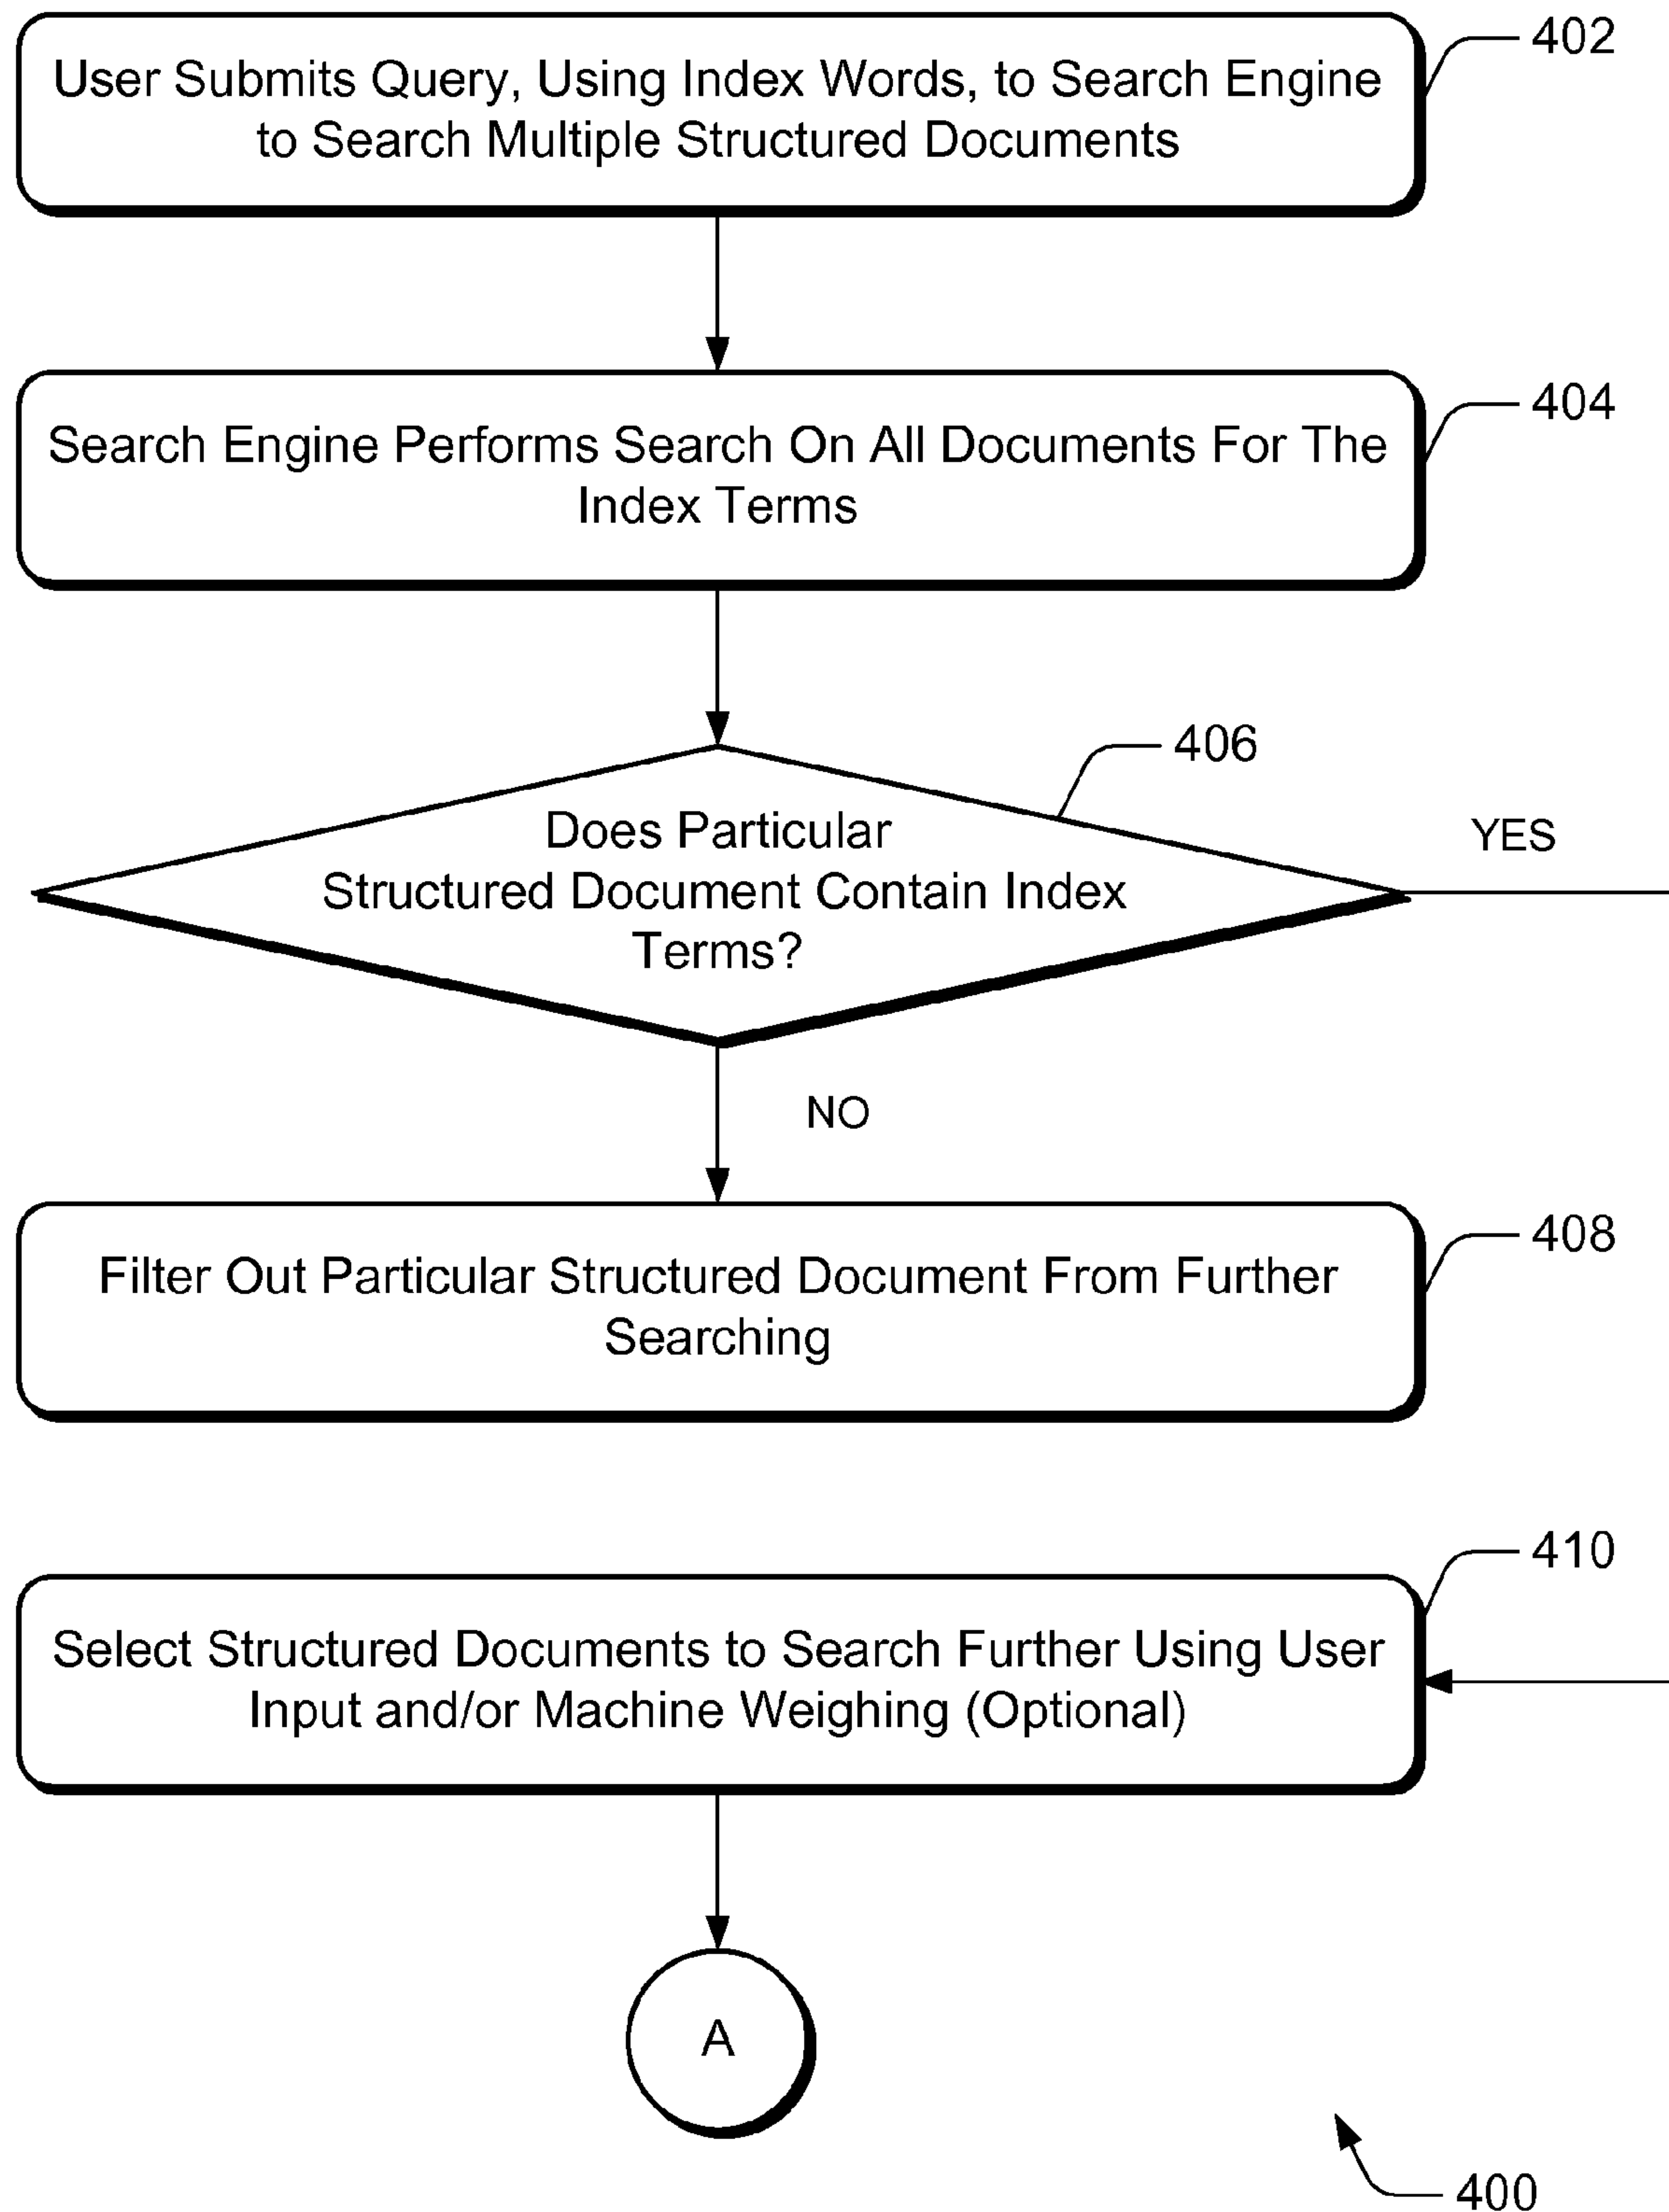 402
User Submits Query, Using Index Words, to Search Engine
to Search Multiple Structured Documents
404
Search Engine Performs Search On All Documents For The
Index Terms
406
YES
Does Particular
Structured Document Contain Index
Terms?
NO
408
Filter Out Particular Structured Document From Further
Searching
410
Select Structured Documents to Search Further Using User
Input and/or Machine Weighing (Optional)
A
400